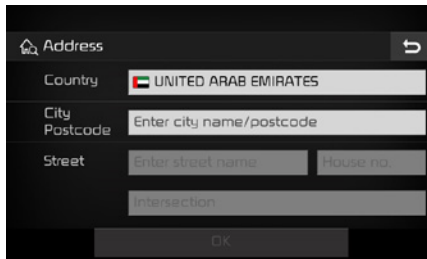 Address
Country
UNITED ARAB EMIRATES
City
Postcode
Enter city name/postcode
Street
Enter street name
House no.
Intersection
OK